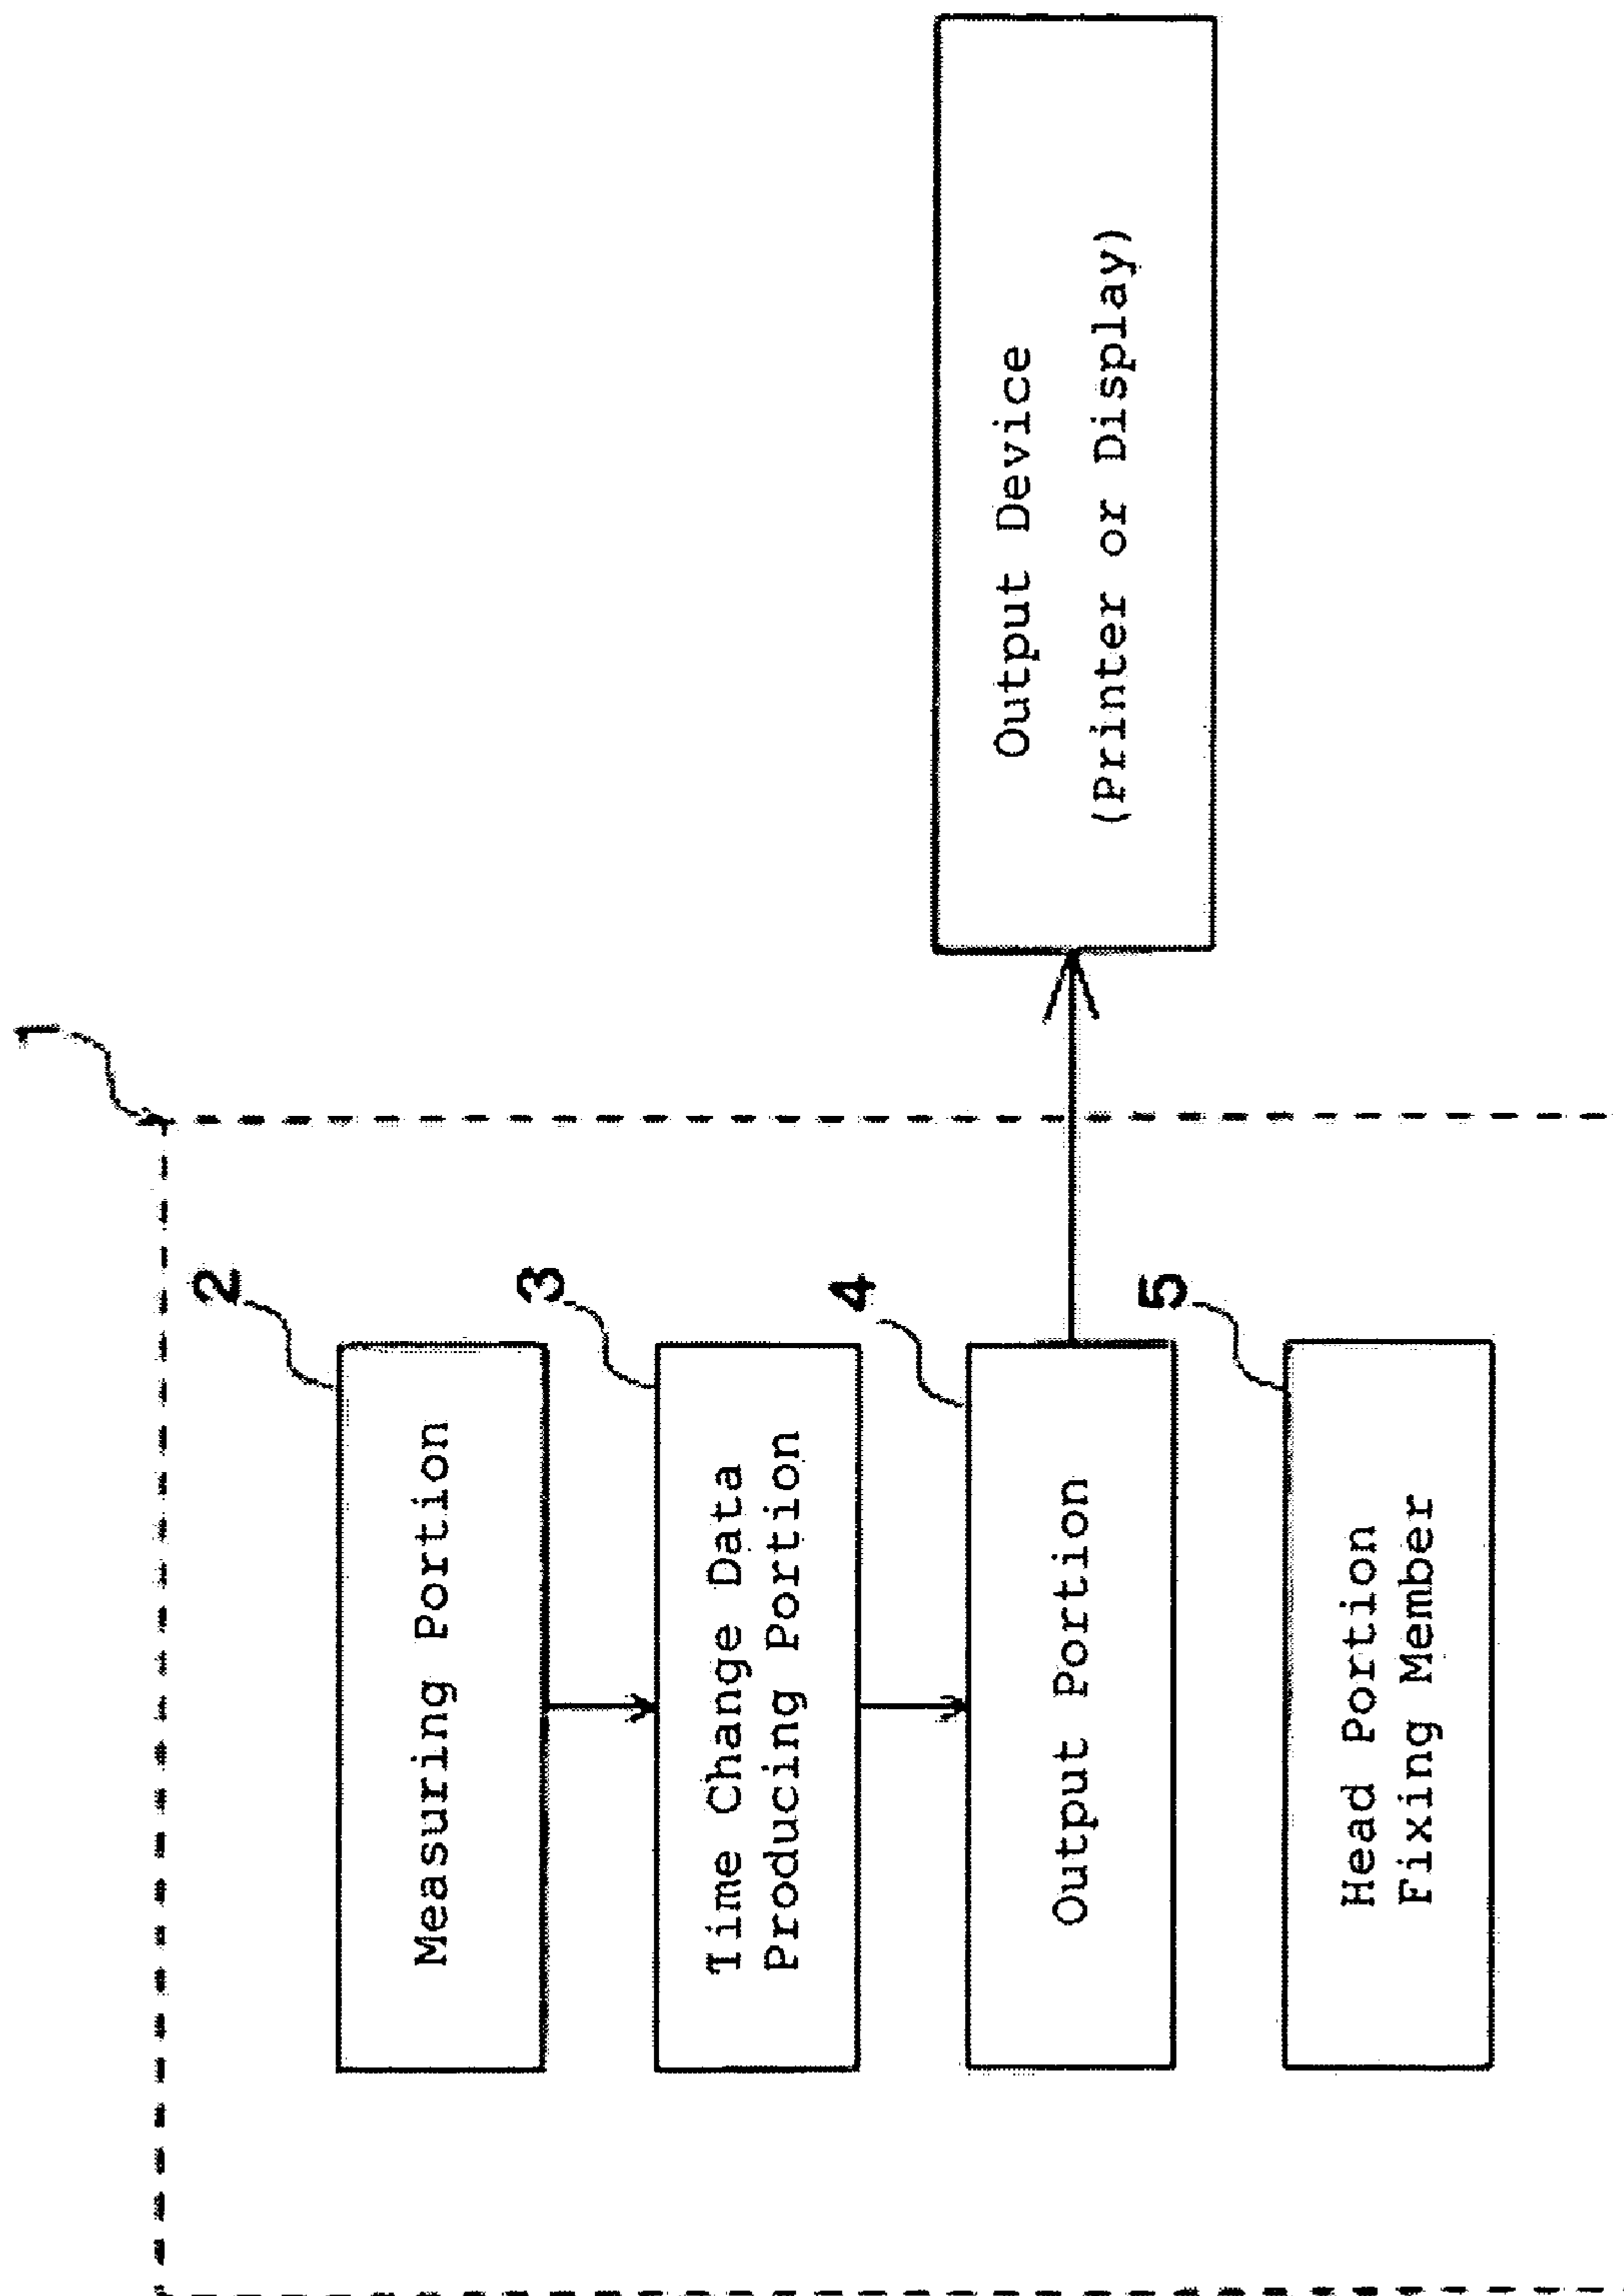 1
2
Measuring Portion
3
Time Change Data
Producing Portion
4
Output Portion
5
Head Portion
Fixing Member
Output Device
(Printer or Display)